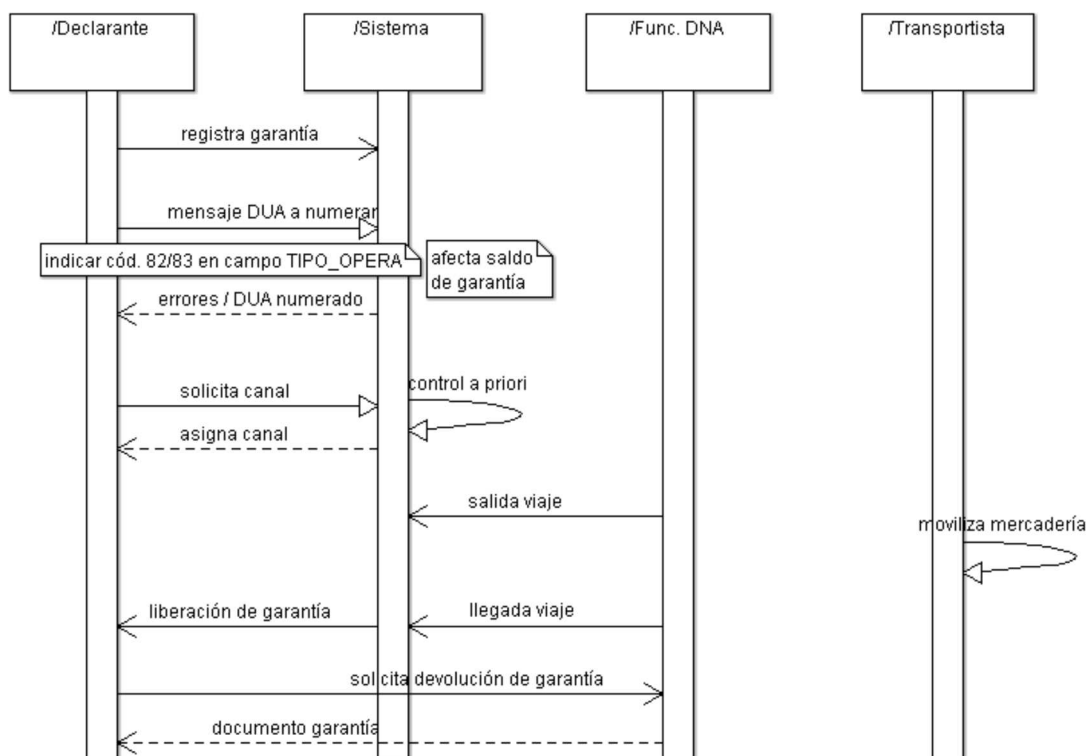 /Declarante
/Sistema
/Func. DNA
/Transportista
registra garantía
mensaje DUA a numerar
indicar cód. 82/83 en campo TIPO_OPERA
afecta saldo
de garantía
errores / DUA numerado
solicita canal
control a priori
asigna canal
salida viaje
moviliza mercadería
liberación de garantía
llegada viaje
solicita devolución de garantía
documento garantía